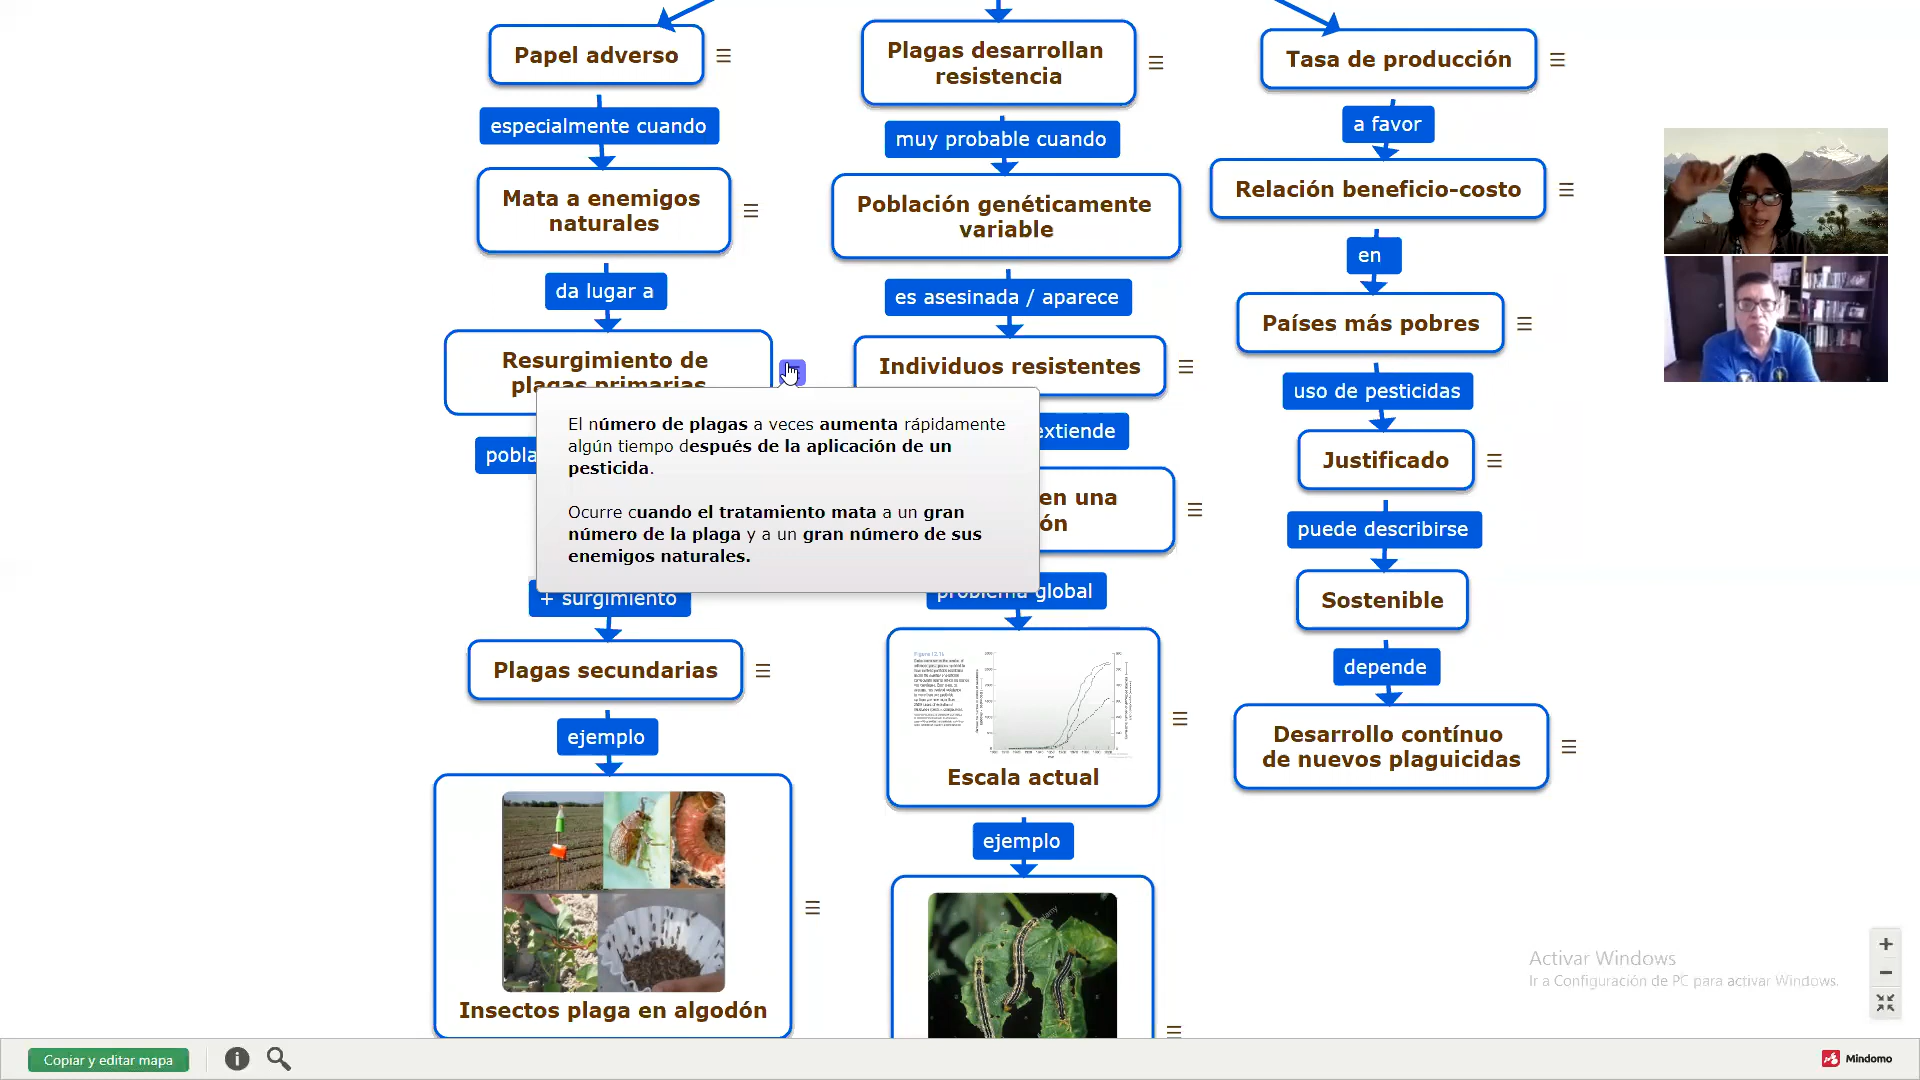 Papel adverso
especialmente cuando
Mata a enemigos
naturales
da lugar a
Resurgimiento de
plagas primarias
El número de plagas a veces aumenta rápidamente
algún tiempo después de la aplicación de un
pesticida.
Ocurre cuando el tratamiento mata a un gran
número de la plaga y a un gran número de sus
enemigos naturales.
+ surgimiento
Plagas secundarias
ejemplo
Insectos plaga en algodón
Plagas desarrollan
resistencia
muy probable cuando
Población genéticamente
variable
es asesinada / aparece
Individuos resistentes
extiende
en una
problema global
Escala actual
ejemplo
alamy
Tasa de producción
a favor
Relación beneficio-costo
en
Países más pobres
uso de pesticidas
Justificado
puede describirse
Sostenible
depende
Desarrollo contínuo
de nuevos plaguicidas
Activar Windows
Ir a Configuración de PC para activar Windows.
Copiar y editar mapa
Mindomo